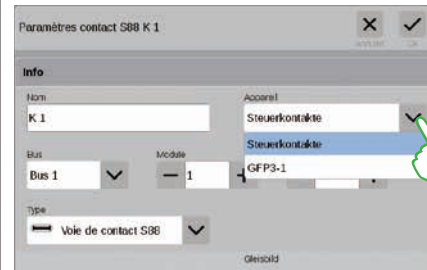 Paramètres contact S88 K 1
Info
Nom
Appareil
K 1
Steuerkontakte
Steuerkontakte
GFP3-1
Bus
Module
Bus 1
1
Type
Voie de contact S88
Gleisbild